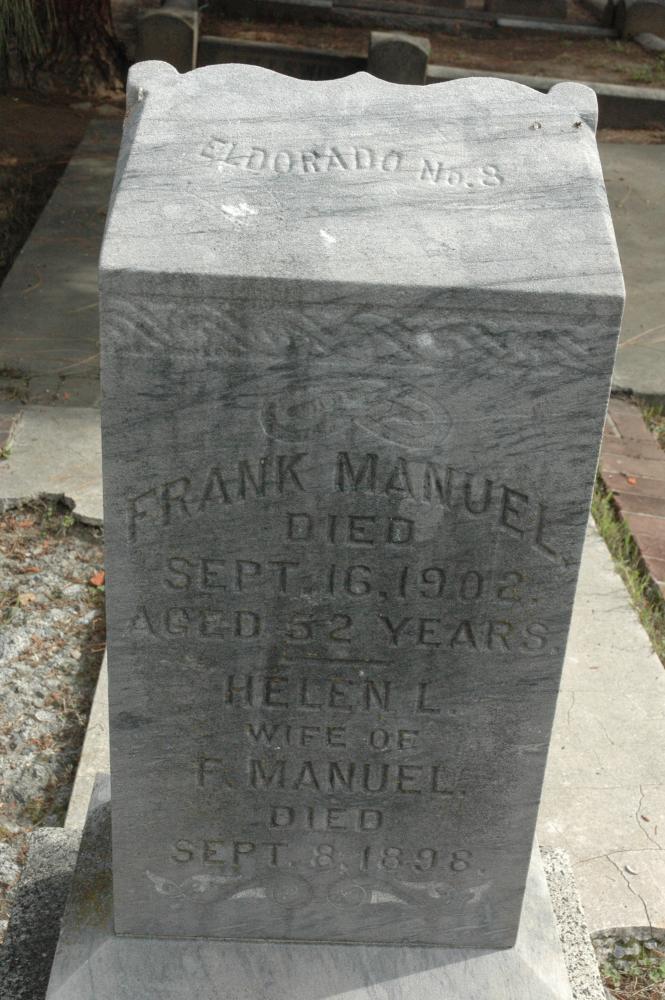 ELDORADO No. 8
FRANK MANUEL
DIED
SEPT. 16, 1902.
AGED 52 YEARS.
HELEN L.
WIFE OF
F. MANUEL.
DIED
SEPT. 8, 1898.